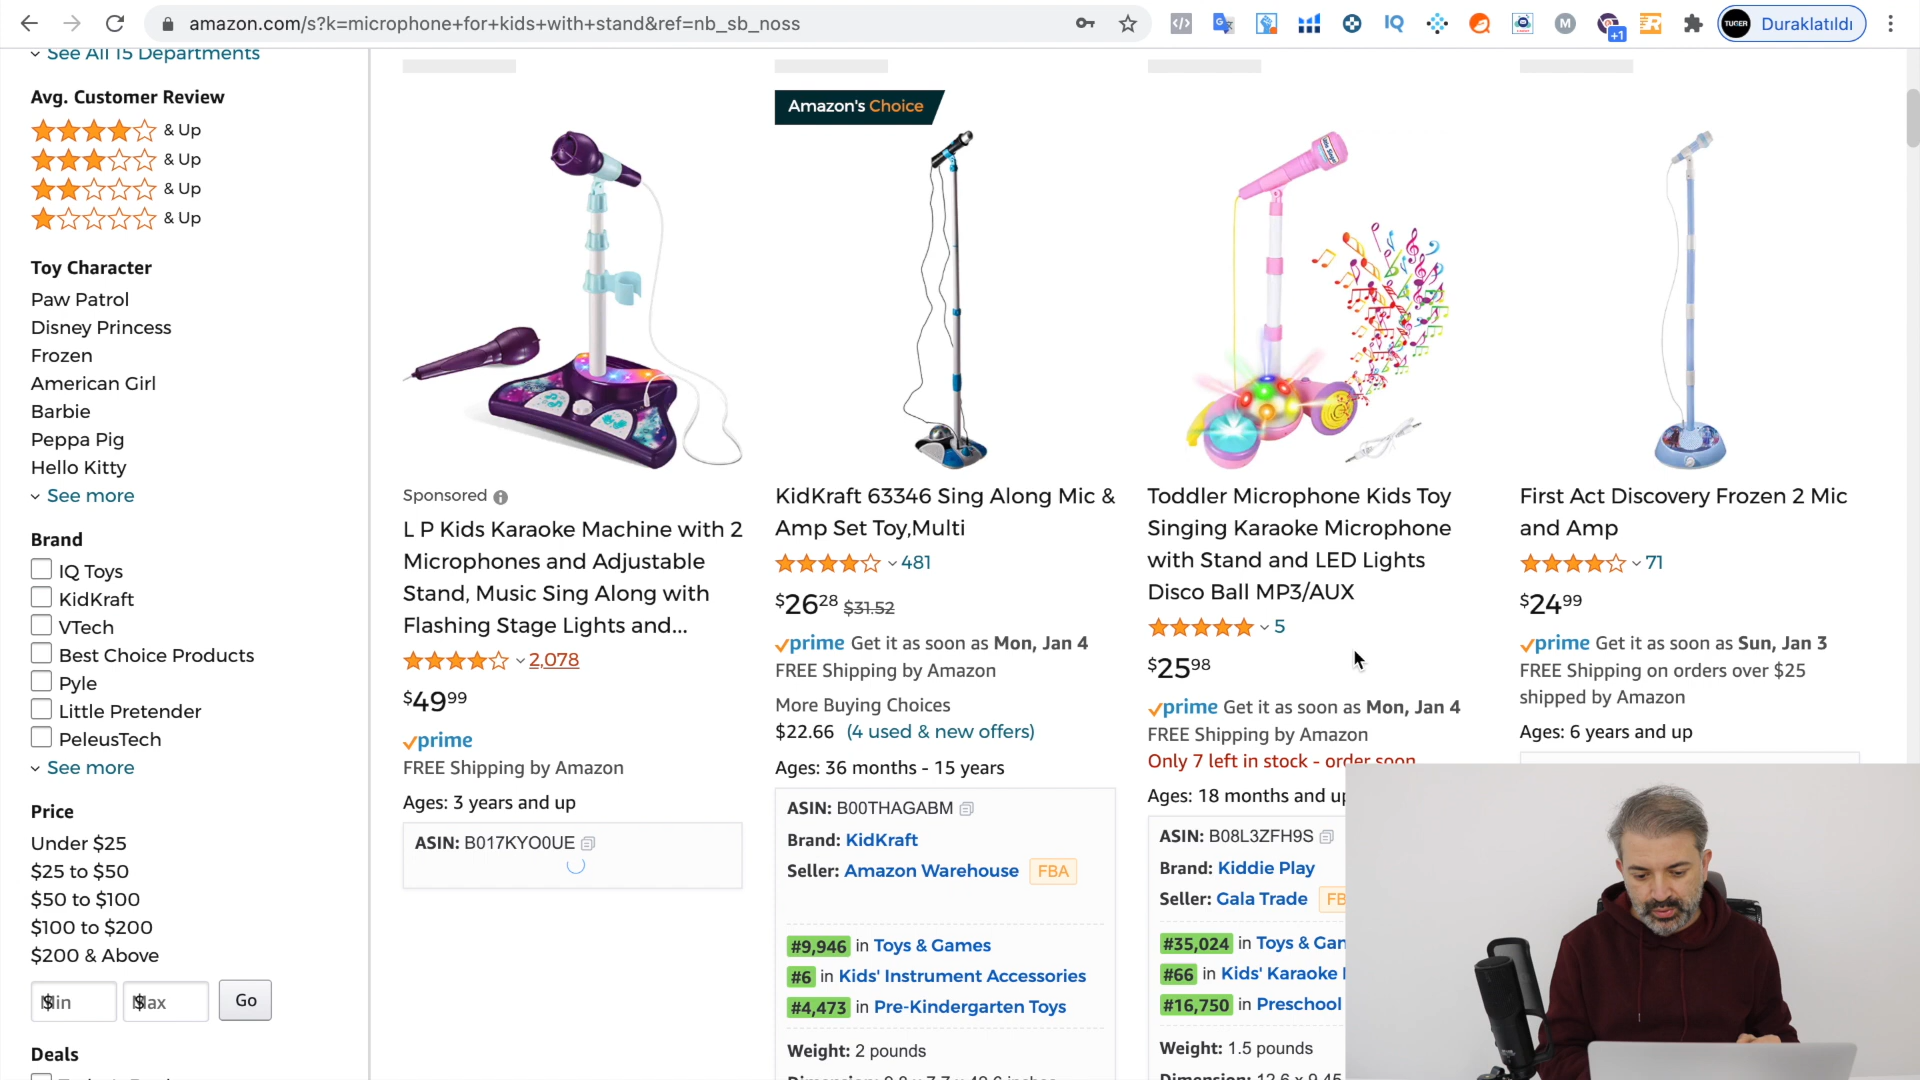 amazon.com/s?k=microphone+for+kids+with+stand&ref=nb_sb_noss
IQ
M
+1
TUNER
Duraklatıldı
See All 15 Departments
Avg. Customer Review
& Up
& Up
& Up
& Up
Toy Character
Paw Patrol
Disney Princess
Frozen
American Girl
Barbie
Peppa Pig
Hello Kitty
See more
Brand
IQ Toys
KidKraft
VTech
Best Choice Products
Pyle
Little Pretender
PeleusTech
See more
Price
Under $25
$25 to $50
$50 to $100
$100 to $200
$200 & Above
$ Min
$ Max
Go
Deals
Sponsored
L P Kids Karaoke Machine with 2
Microphones and Adjustable
Stand, Music Sing Along with
Flashing Stage Lights and...
2,078
$49.99
prime
FREE Shipping by Amazon
Ages: 3 years and up
ASIN: B017KYO0UE
Amazon's Choice
KidKraft 63346 Sing Along Mic &
Amp Set Toy,Multi
481
$26.28 $31.52
prime Get it as soon as Mon, Jan 4
FREE Shipping by Amazon
More Buying Choices
$22.66 (4 used & new offers)
Ages: 36 months - 15 years
ASIN: B00THAGABM
Brand: KidKraft
Seller: Amazon Warehouse FBA
#9,946 in Toys & Games
#6 in Kids' Instrument Accessories
#4,473 in Pre-Kindergarten Toys
Weight: 2 pounds
Toddler Microphone Kids Toy
Singing Karaoke Microphone
with Stand and LED Lights
Disco Ball MP3/AUX
5
$25.98
prime Get it as soon as Mon, Jan 4
FREE Shipping by Amazon
Only 7 left in stock - order soon
Ages: 18 months and up
ASIN: B08L3ZFH9S
Brand: Kiddie Play
Seller: Gala Trade FB
#35,024 in Toys & Gam
#66 in Kids' Karaoke
#16,750 in Preschool
Weight: 1.5 pounds
First Act Discovery Frozen 2 Mic
and Amp
71
$24.99
prime Get it as soon as Sun, Jan 3
FREE Shipping on orders over $25
shipped by Amazon
Ages: 6 years and up